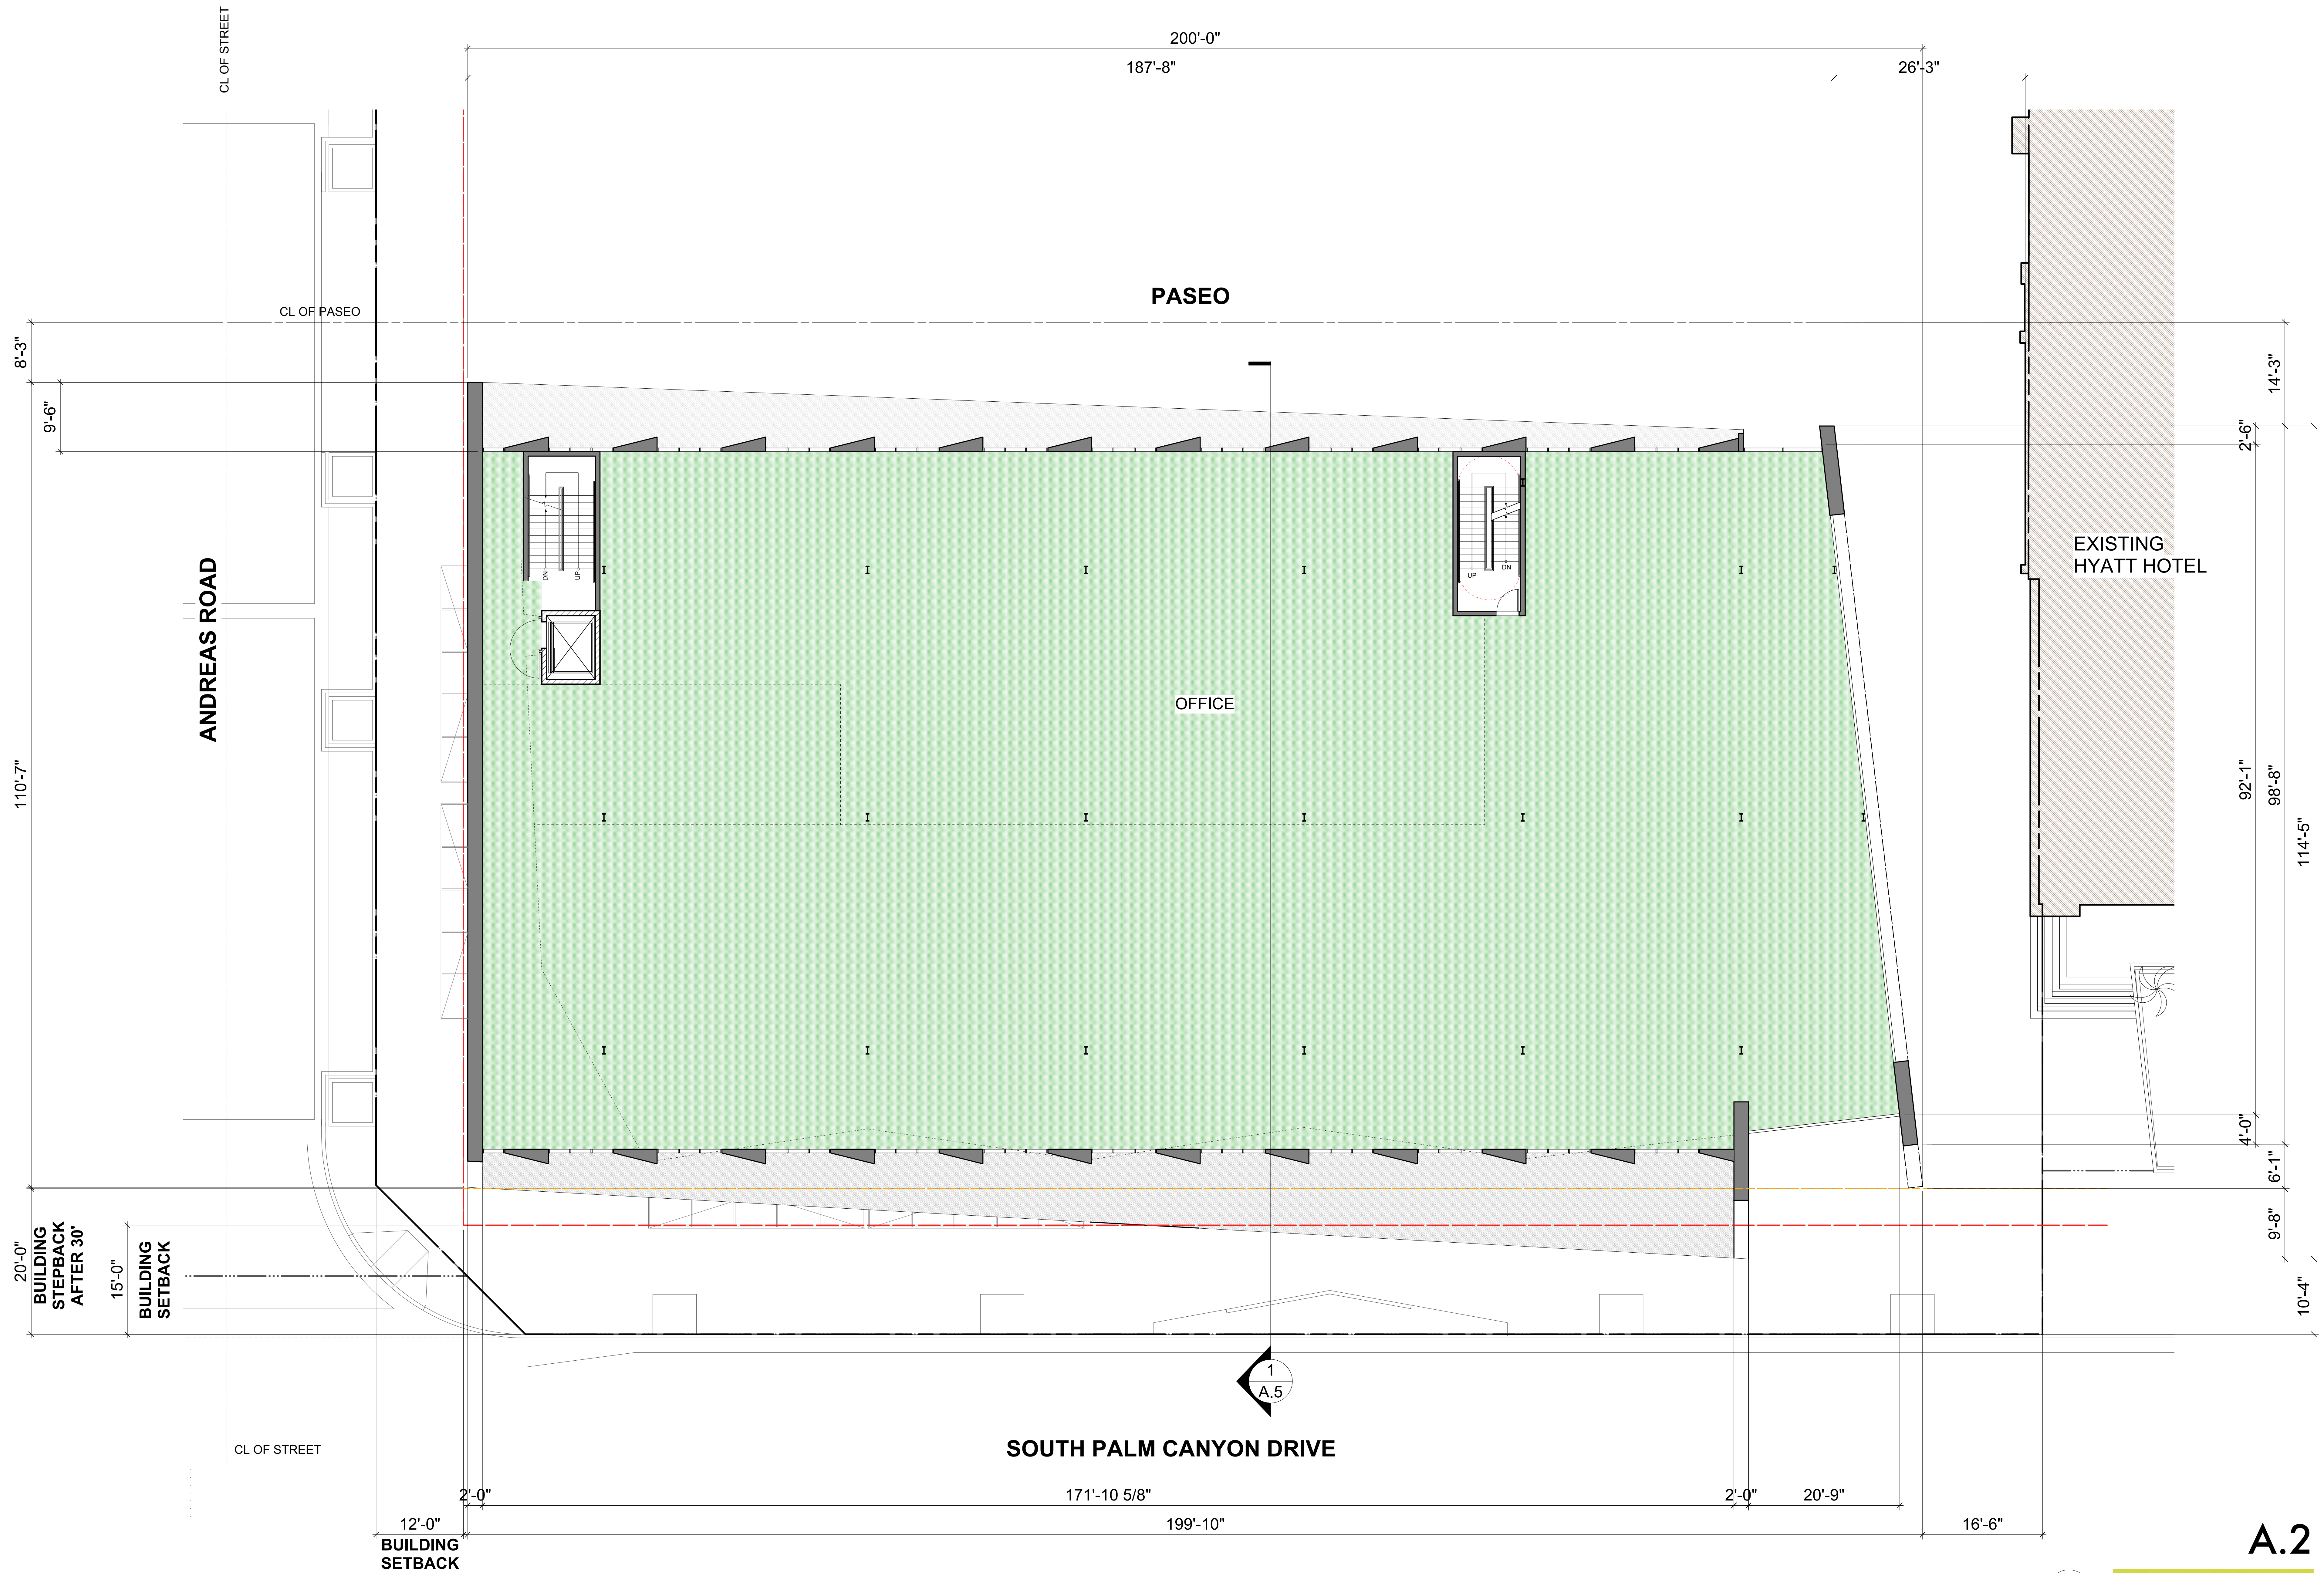 CL OF STREET
200'-0"
187'-8"
26'-3"
PASEO
CL OF PASEO
8'-3"
9'-6"
14'-3"
2'-6"
DN
UP
UP
DN
EXISTING
HYATT HOTEL
ANDREAS ROAD
OFFICE
110'-7"
92'-1"
98'-8"
114'-5"
4'-0"
6'-1"
9'-8"
10'-4"
20'-0"
BUILDING
STEPBACK
AFTER 30'
15'-0"
BUILDING
SETBACK
1
A.5
CL OF STREET
SOUTH PALM CANYON DRIVE
2'-0"
171'-10 5/8"
2'-0"
20'-9"
12'-0"
199'-10"
16'-6"
BUILDING
SETBACK
A.2